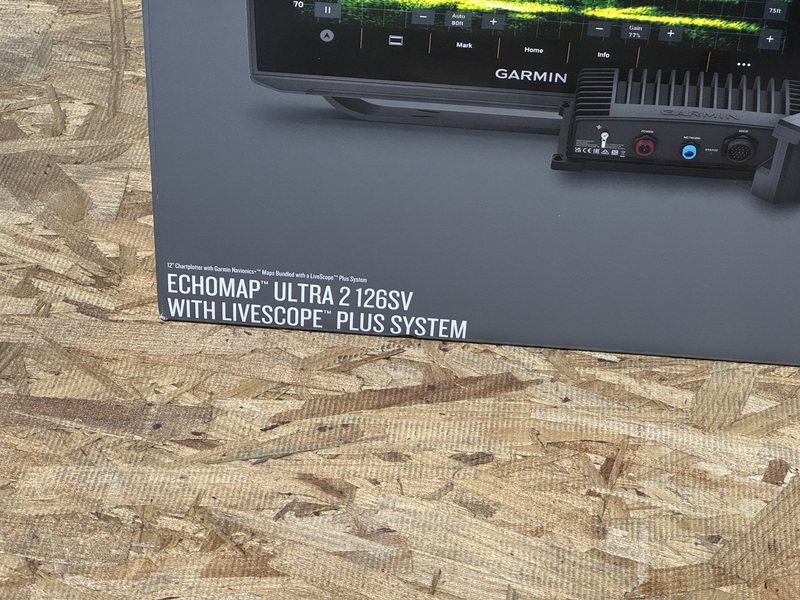 70
Auto
80ft
75ft
Gain
77%
Mark
Home
Info
GARMIN
GARMIN
POWER
NETWORK
STATUS
12" Chartplotter with Garmin Navionics+™ Maps Bundled with a LiveScope™ Plus System
ECHOMAP™ ULTRA 2 126SV
WITH LIVESCOPE™ PLUS SYSTEM